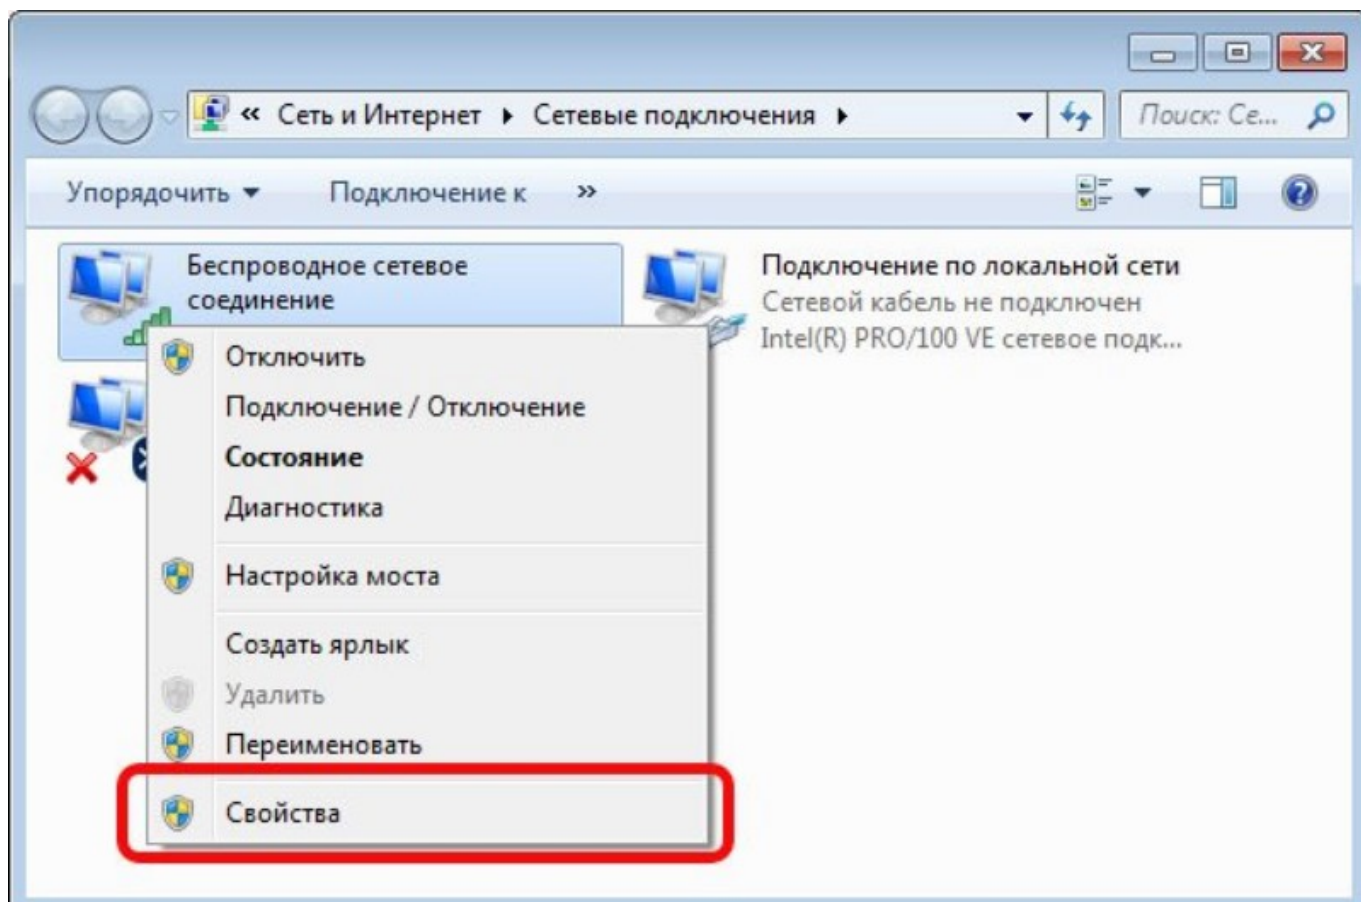 « Сеть и Интернет Сетевые подключения
Поиск: Се...
Упорядочить Подключение к »
Беспроводное сетевое
соединение
Подключение по локальной сети
Сетевой кабель не подключен
Intel(R) PRO/100 VE сетевое подк...
Отключить
Подключение / Отключение
Состояние
Диагностика
Настройка моста
Создать ярлык
Удалить
Переименовать
Свойства